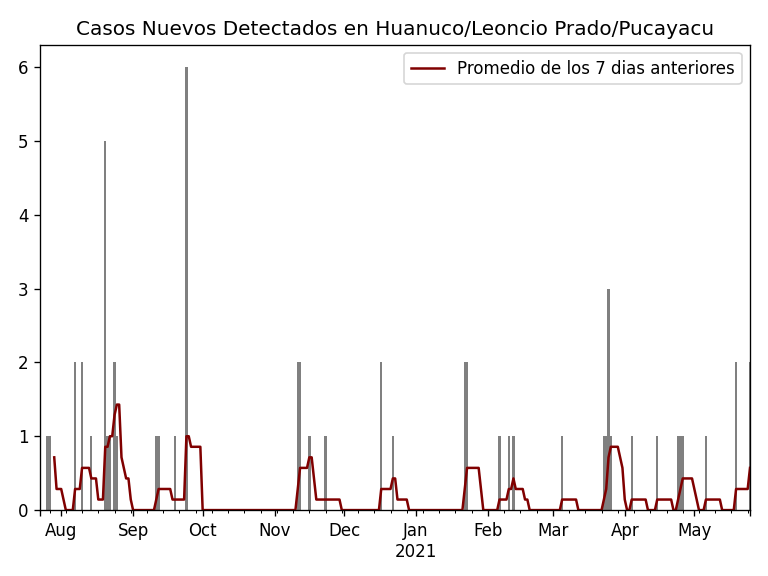 Casos Nuevos Detectados en Huanuco/Leoncio Prado/Pucayacu
Promedio de los 7 dias anteriores
6
5
4
3
2
1
0
Aug Sep Oct Nov Dec Jan Feb Mar Apr May
2021